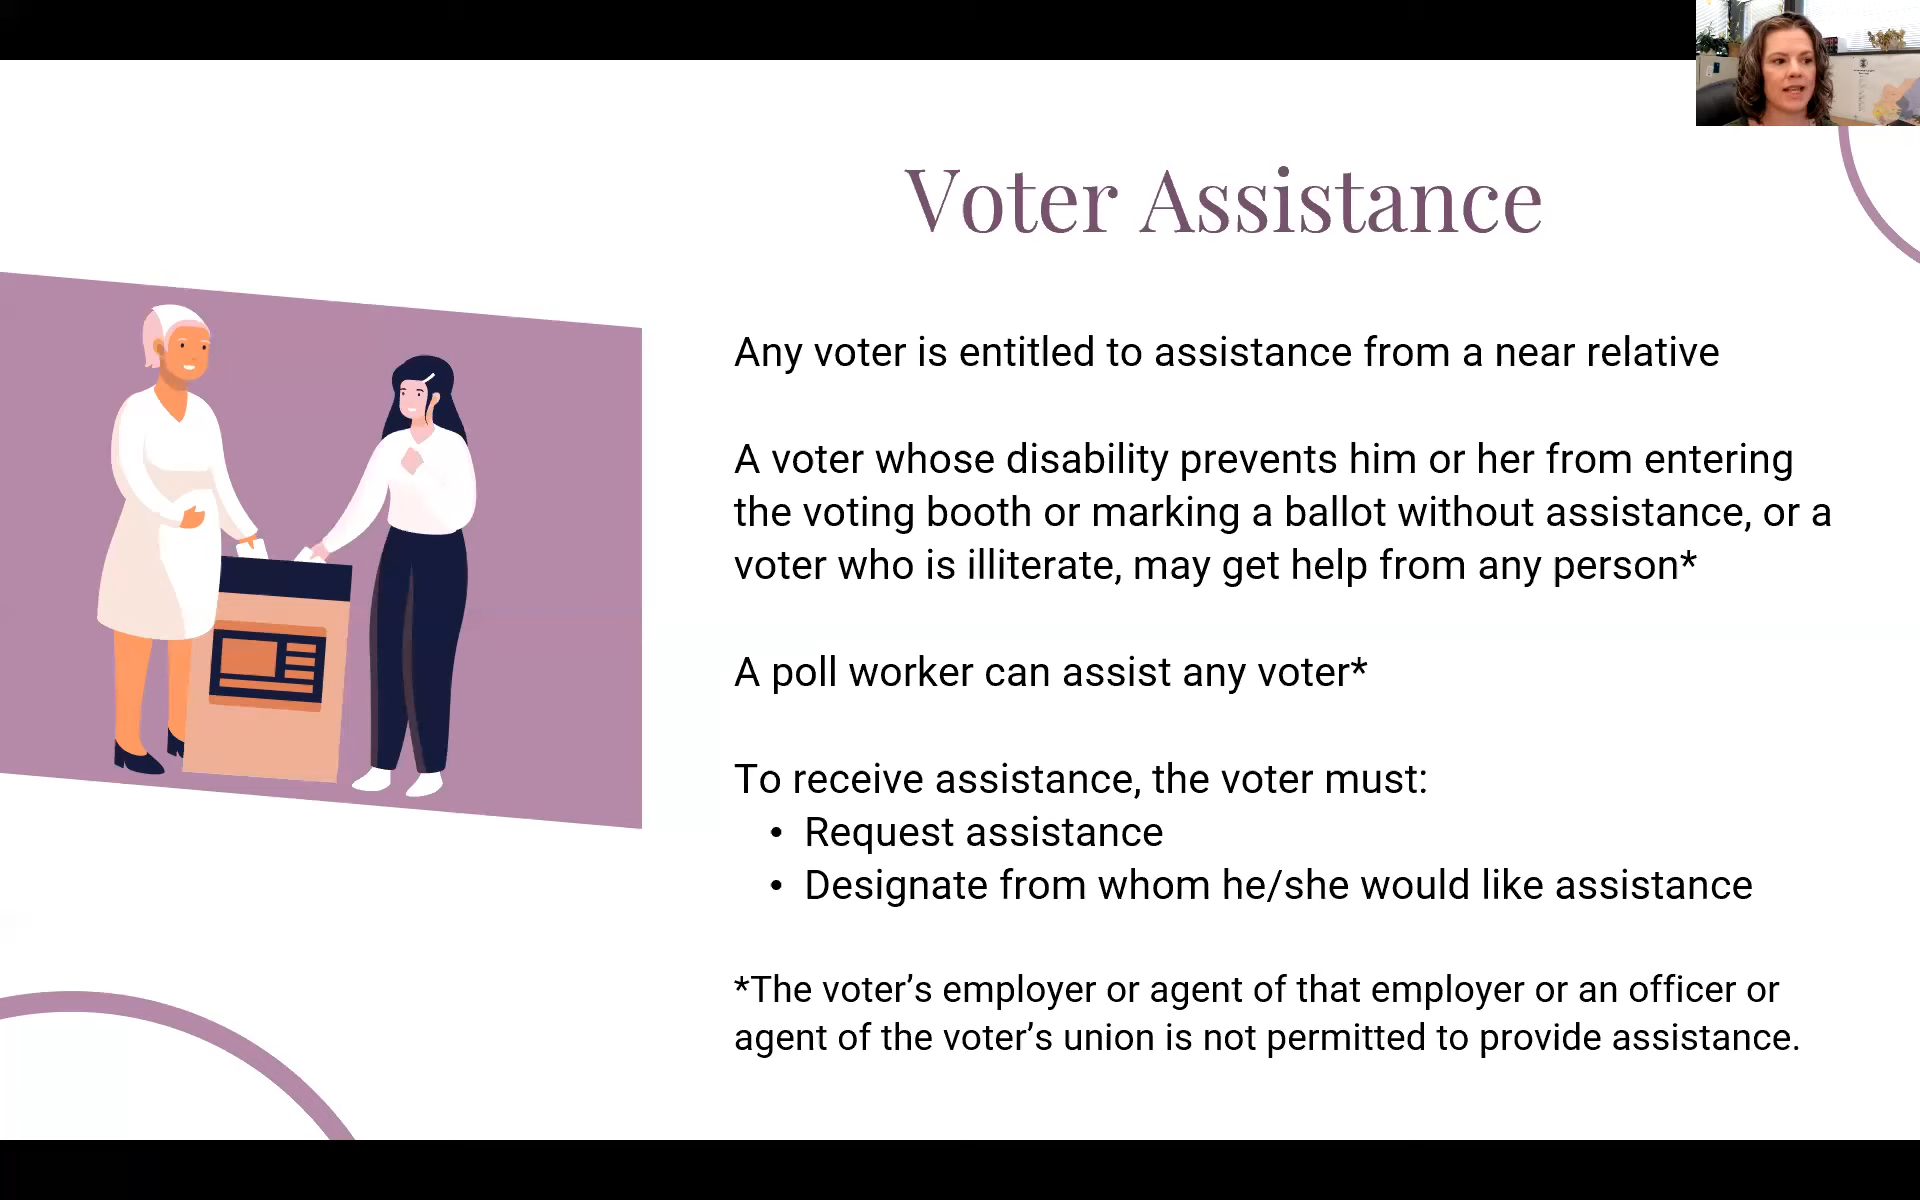 Voter Assistance
Any voter is entitled to assistance from a near relative
A voter whose disability prevents him or her from entering
the voting booth or marking a ballot without assistance, or a
voter who is illiterate, may get help from any person*
A poll worker can assist any voter*
To receive assistance, the voter must:
• Request assistance
• Designate from whom he/she would like assistance
*The voter’s employer or agent of that employer or an officer or
agent of the voter’s union is not permitted to provide assistance.